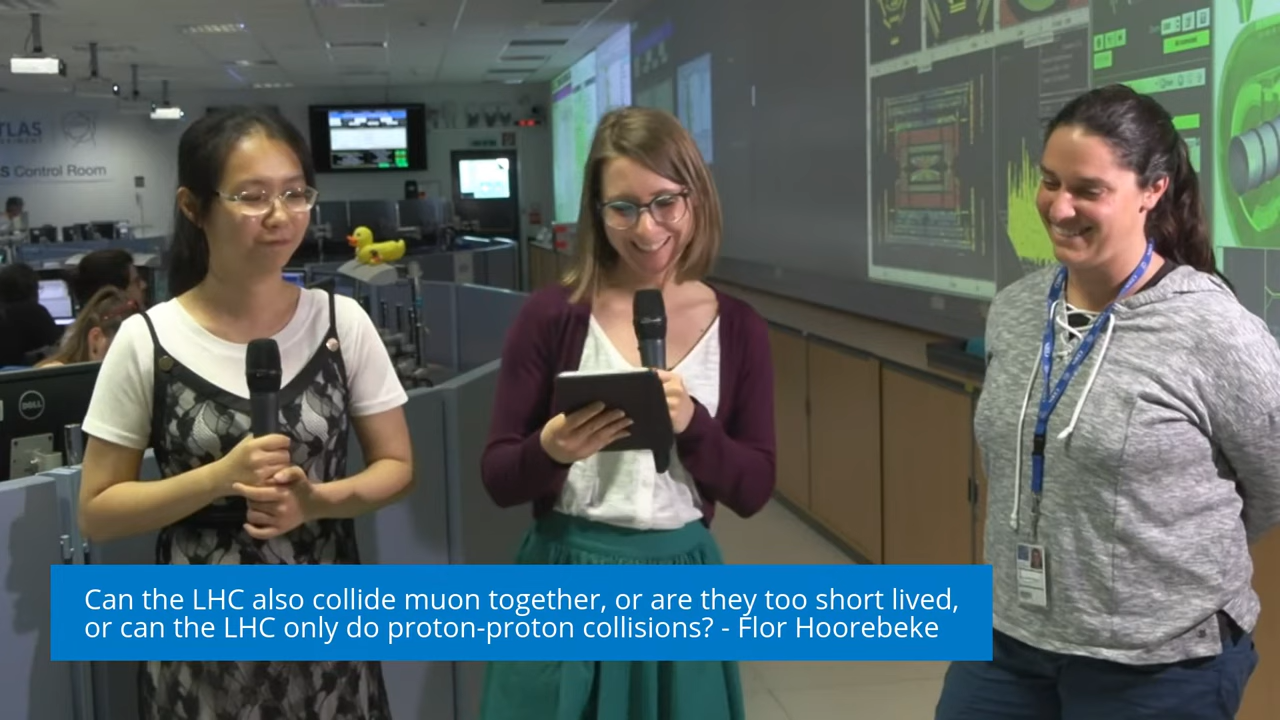 TLAS
S Control Room
DELL
Can the LHC also collide muon together, or are they too short lived,
or can the LHC only do proton-proton collisions? - Flor Hoorebeke